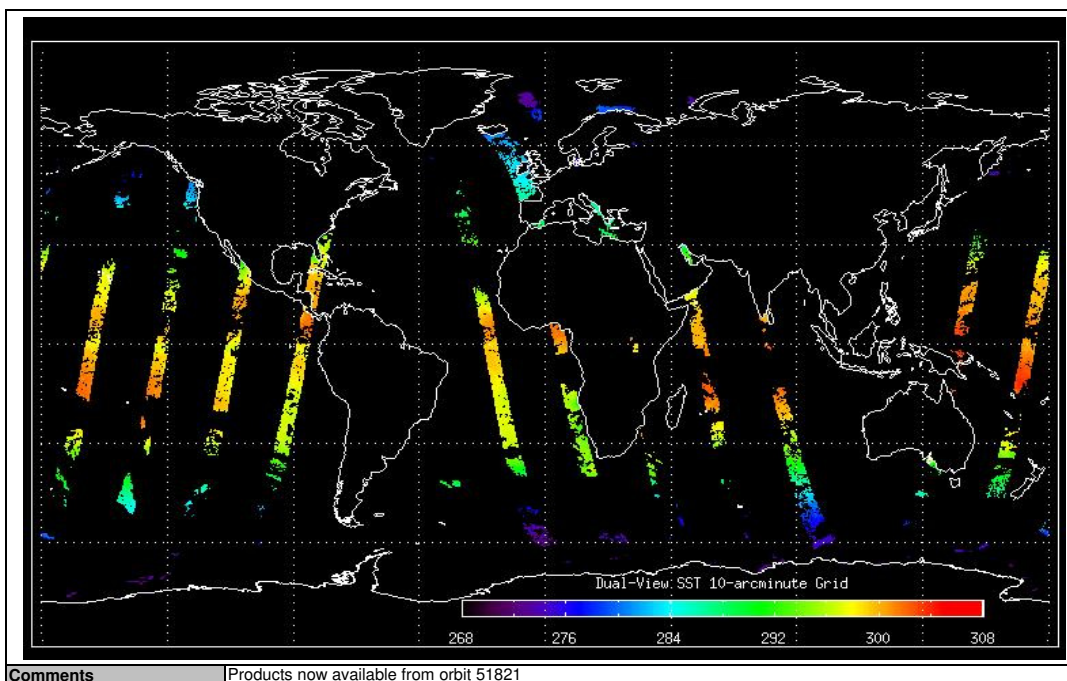 Dual-View SST 10-arcminute Grid
268 276 284 292 300 308
Comments Products now available from orbit 51821